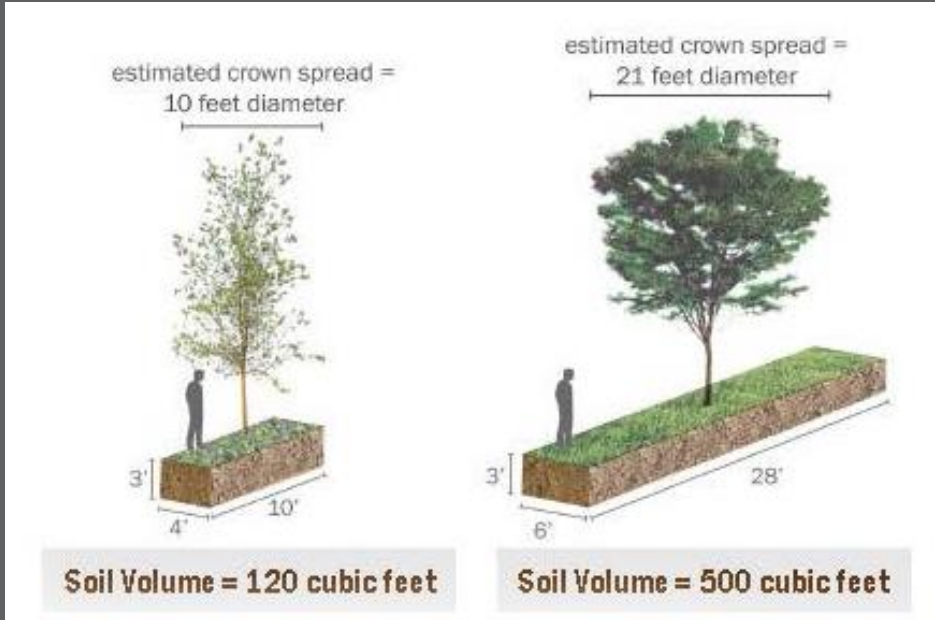 estimated crown spread =
10 feet diameter
3'
4'
10'
Soil Volume = 120 cubic feet
estimated crown spread =
21 feet diameter
3'
6'
28'
Soil Volume = 500 cubic feet